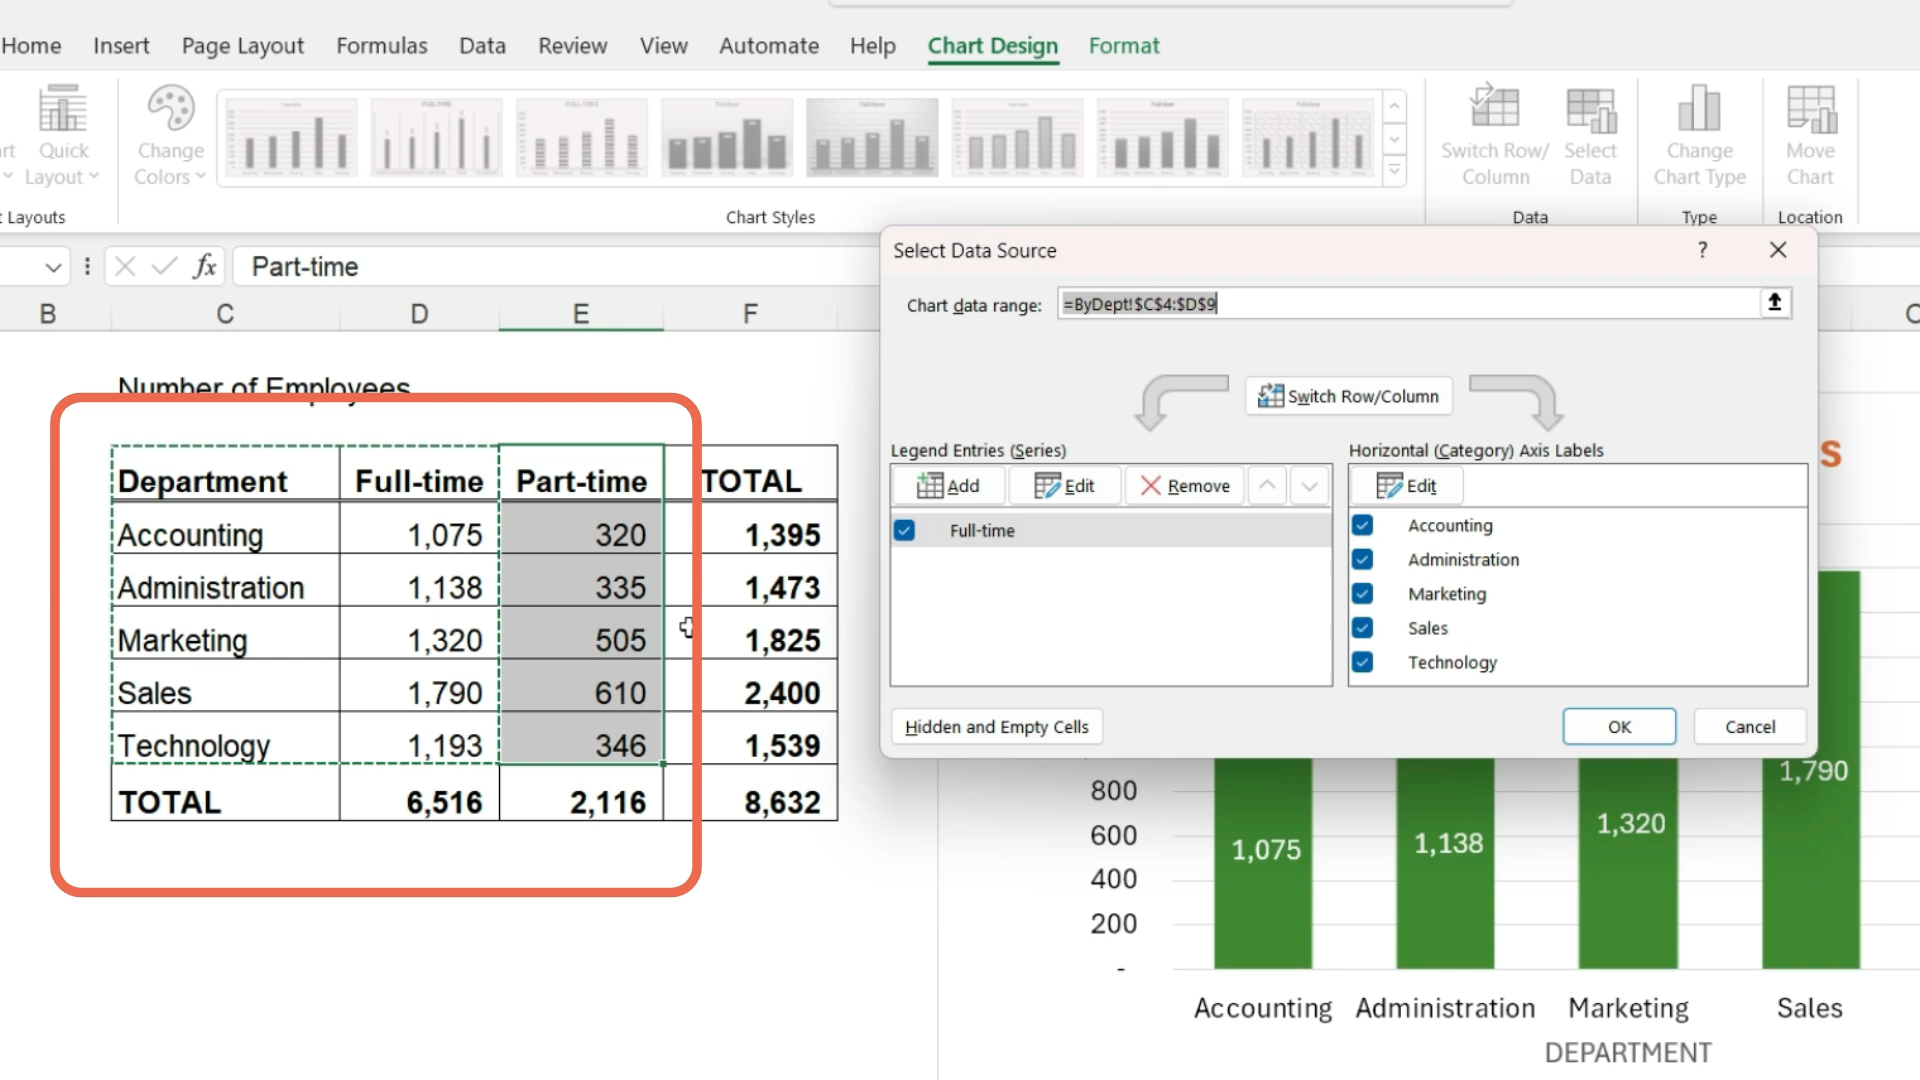 Home Insert Page Layout Formulas Data Review View Automate Help Chart Design Format
Quick
Layout
Change
Colors
Switch Row/
Column
Select
Data
Change
Chart Type
Move
Chart
Layouts
Chart Styles
Data
Type
Location
fx Part-time
B C D E F
Number of Employees
Department Full-time Part-time TOTAL
Accounting 1,075 320 1,395
Administration 1,138 335 1,473
Marketing 1,320 505 1,825
Sales 1,790 610 2,400
Technology 1,193 346 1,539
TOTAL 6,516 2,116 8,632
Select Data Source ?
Chart data range: =ByDept!$C$4:$D$9
Switch Row/Column
Legend Entries (Series)
Add Edit Remove
Full-time
Horizontal (Category) Axis Labels
Edit
Accounting
Administration
Marketing
Sales
Technology
Hidden and Empty Cells
OK Cancel
S
800
600
400
200
-
1,075
1,138
1,320
1,790
Accounting Administration Marketing Sales
DEPARTMENT